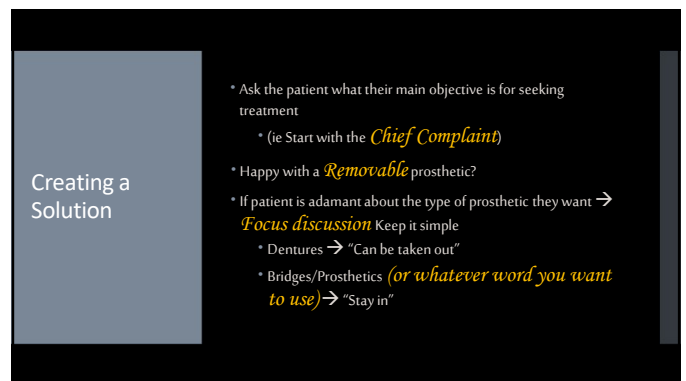 Creating a
Solution
• Ask the patient what their main objective is for seeking
treatment
• (ie Start with the Chief Complaint)
• Happy with a Removable prosthetic?
• If patient is adamant about the type of prosthetic they want →
Focus discussion Keep it simple
• Dentures → “Can be taken out”
• Bridges/Prosthetics (or whatever word you want
to use) → “Stay in”